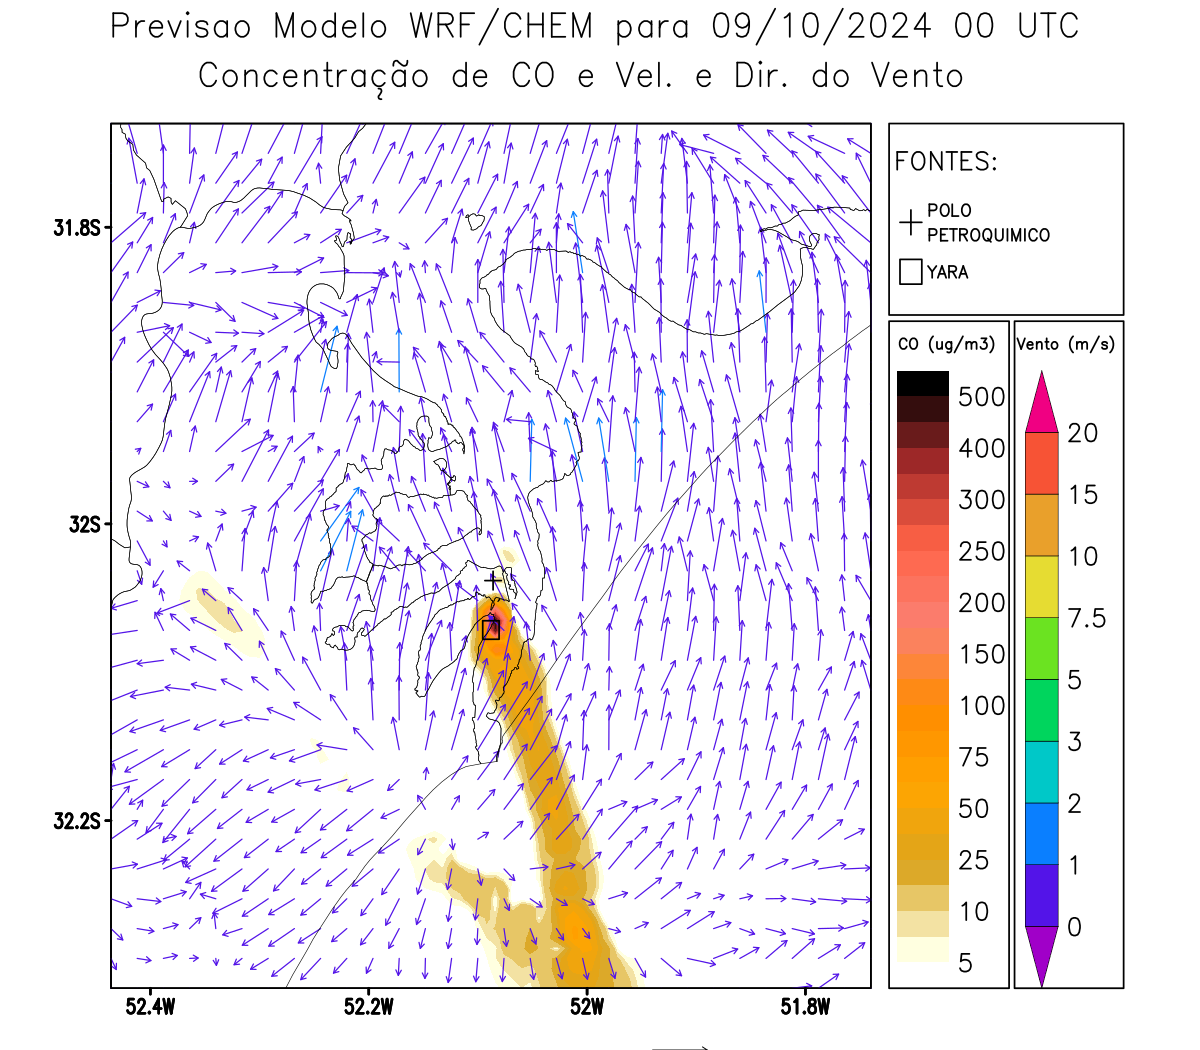 Previsao Modelo WRF/CHEM para 09/10/2024 00 UTC
Concentração de CO e Vel. e Dir. do Vento
FONTES:
POLO
PETROQUIMICO
YARA
CO (ug/m3)
500
400
300
250
200
150
100
75
50
25
10
5
Vento (m/s)
20
15
10
7.5
5
3
2
1
0
31.8S
32S
32.2S
52.4W
52.2W
52W
51.8W